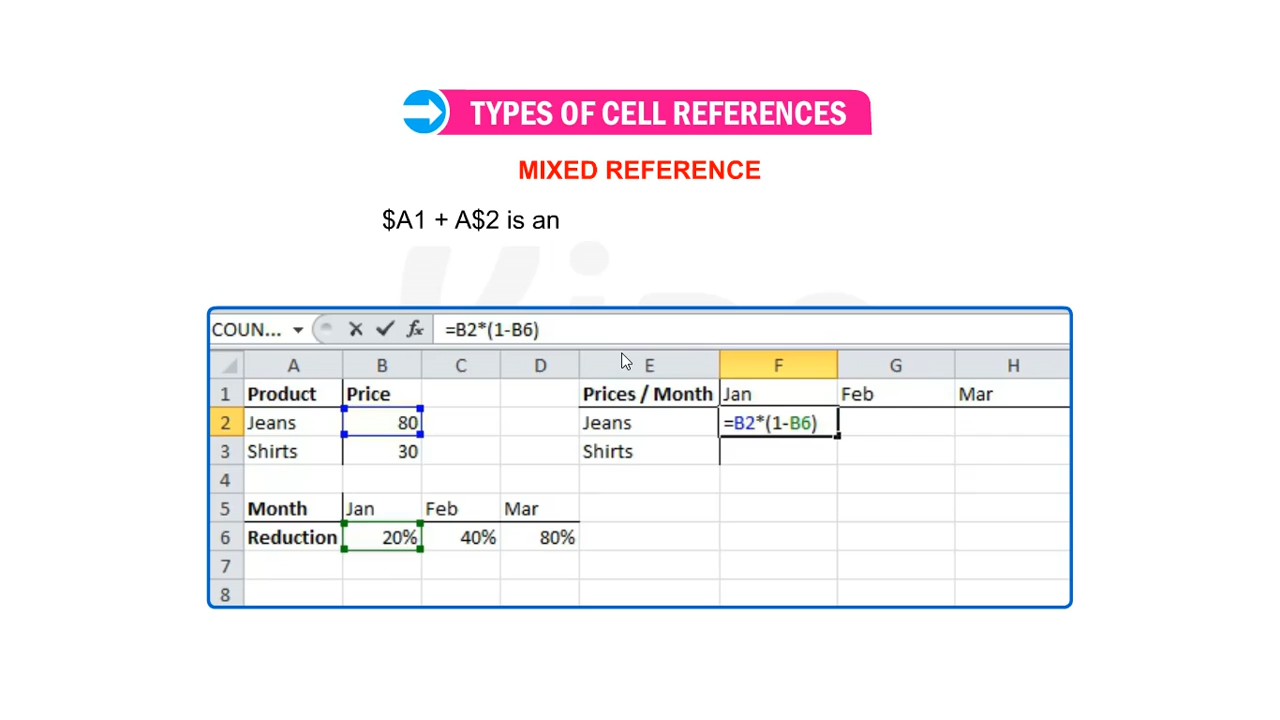 TYPES OF CELL REFERENCES
MIXED REFERENCE
$A1 + A$2 is an
COUN... fx =B2*(1-B6)
A B C D E F G H
1 Product Price Prices / Month Jan Feb Mar
2 Jeans 80 Jeans =B2*(1-B6)
3 Shirts 30 Shirts
4
5 Month Jan Feb Mar
6 Reduction 20% 40% 80%
7
8